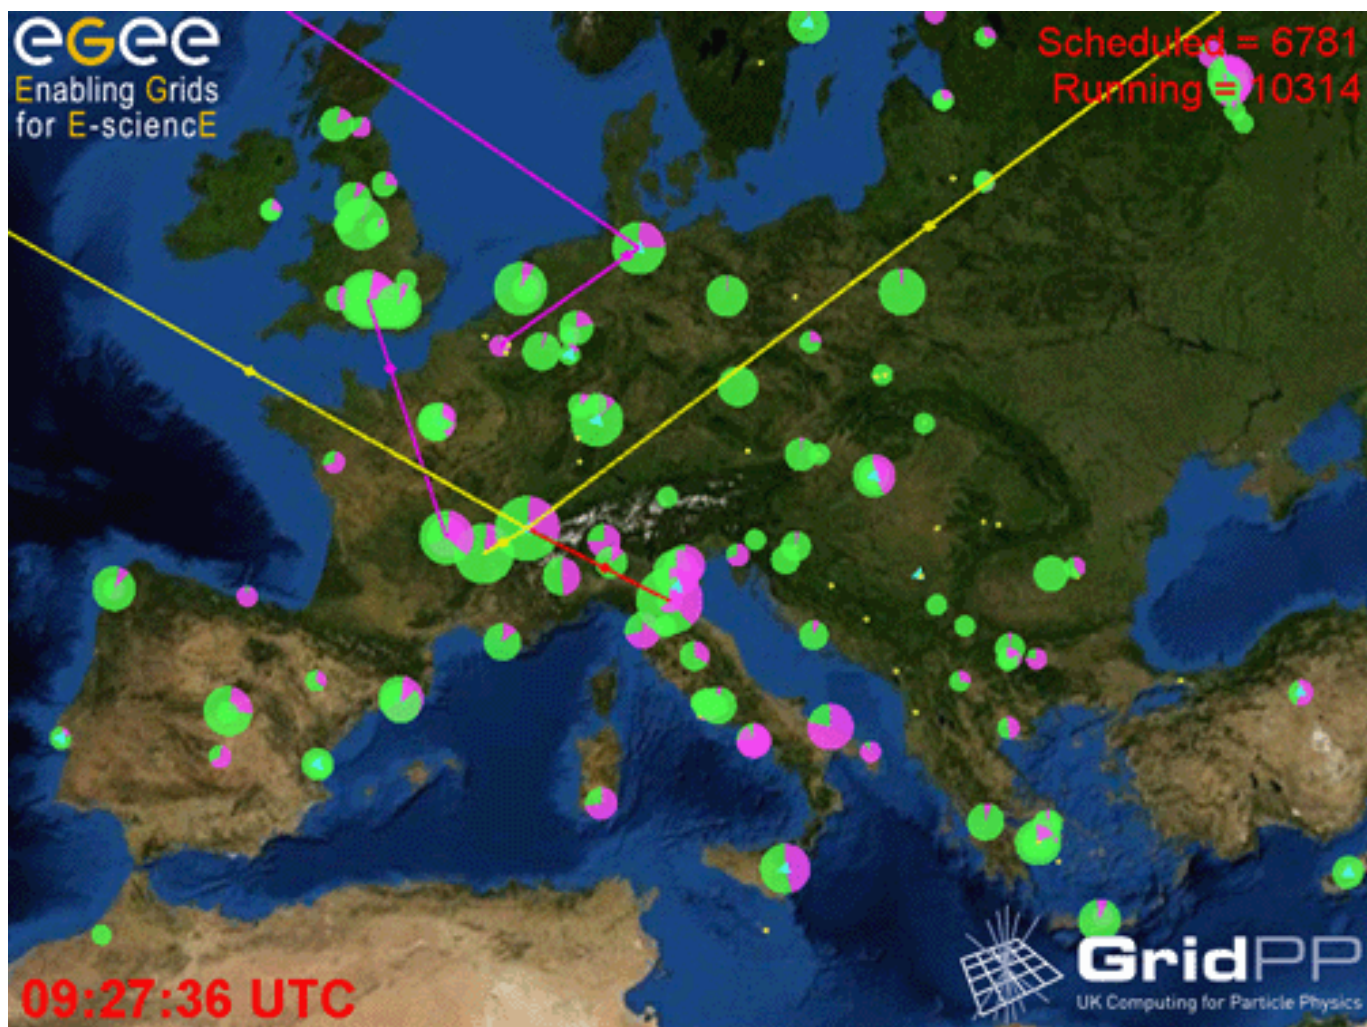 eGee
Enabling Grids
for E-sciencE
Scheduled = 6781
Running = 10314
09:27:36 UTC
GridPP
UK Computing for Particle Physics